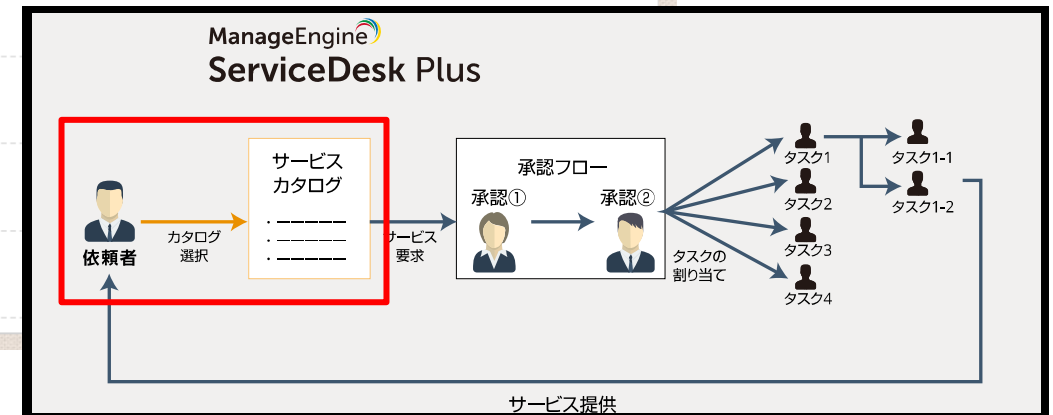 ManageEngine
ServiceDesk Plus
サービス
カタログ
依頼者
カタログ
選択
サービス
要求
承認フロー
承認①
承認②
タスクの
割り当て
タスク1
タスク2
タスク3
タスク4
タスク1-1
タスク1-2
サービス提供